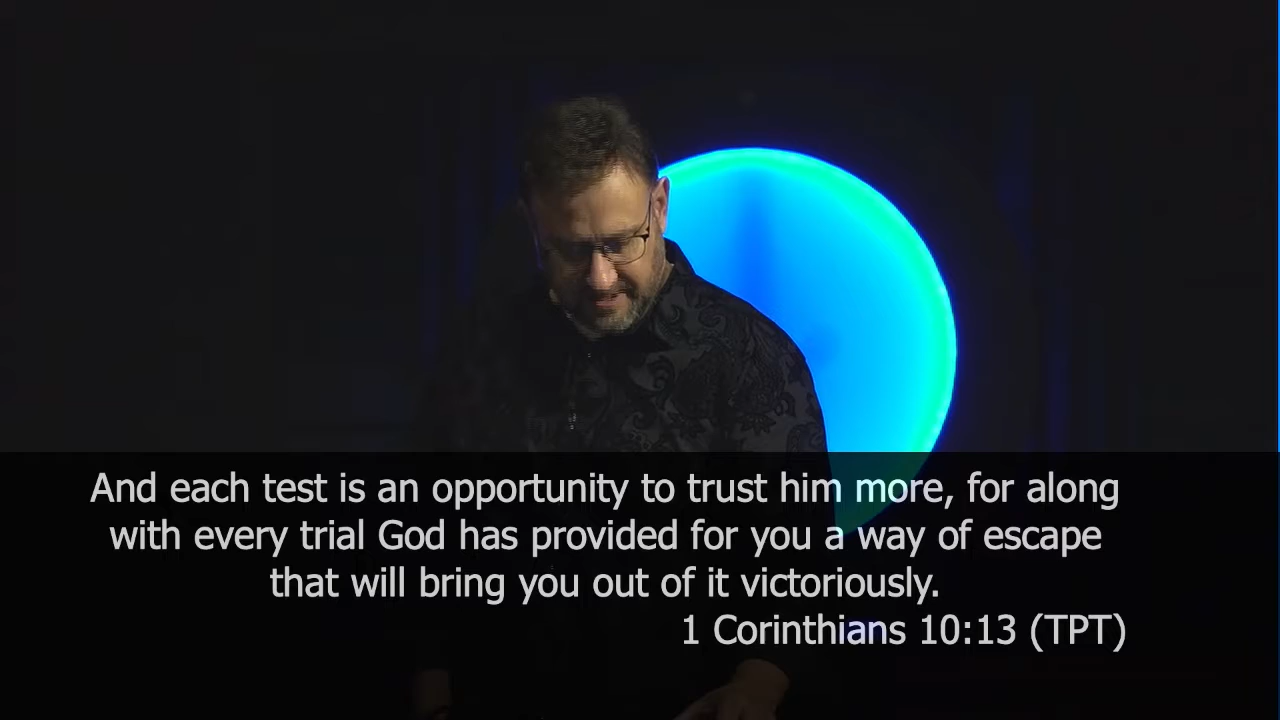 And each test is an opportunity to trust him more, for along
with every trial God has provided for you a way of escape
that will bring you out of it victoriously.
1 Corinthians 10:13 (TPT)